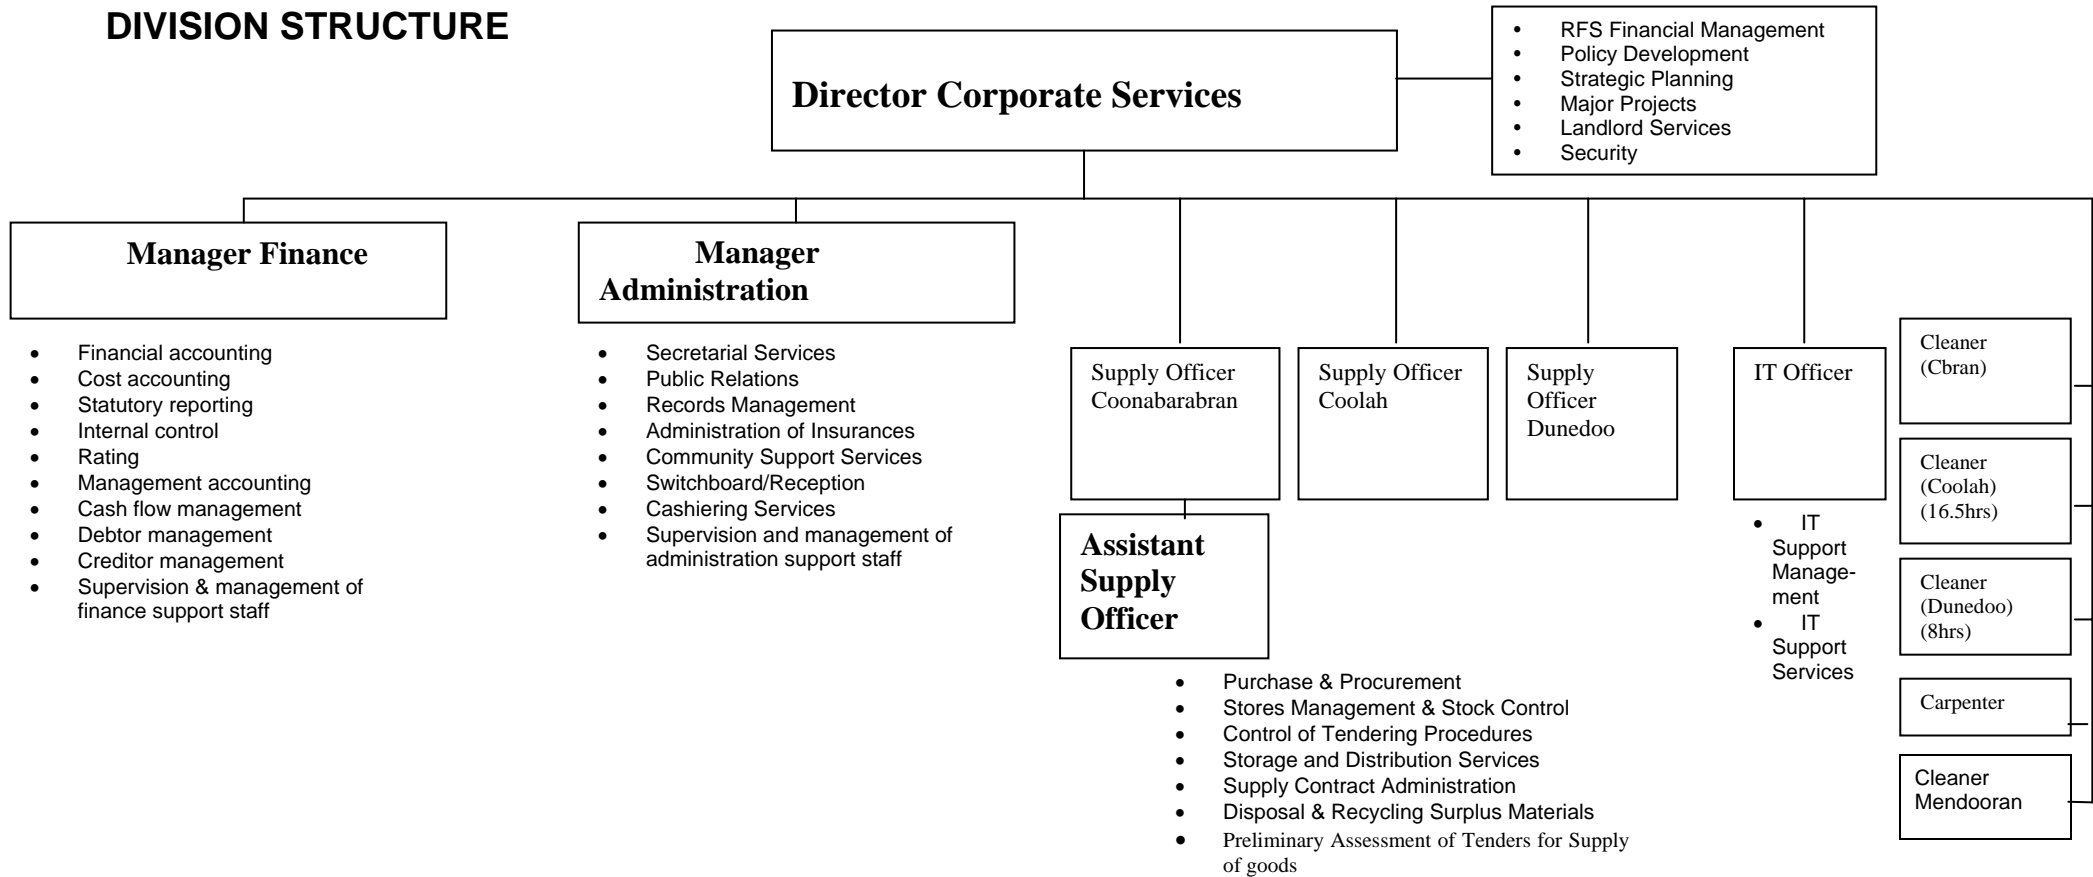 DIVISION STRUCTURE
Director Corporate Services
• RFS Financial Management
• Policy Development
• Strategic Planning
• Major Projects
• Landlord Services
• Security
Manager Finance
• Financial accounting
• Cost accounting
• Statutory reporting
• Internal control
• Rating
• Management accounting
• Cash flow management
• Debtor management
• Creditor management
• Supervision & management of
finance support staff
Manager
Administration
• Secretarial Services
• Public Relations
• Records Management
• Administration of Insurances
• Community Support Services
• Switchboard/Reception
• Cashiering Services
• Supervision and management of
administration support staff
Supply Officer
Coonabarabran
Assistant
Supply
Officer
• Purchase & Procurement
• Stores Management & Stock Control
• Control of Tendering Procedures
• Storage and Distribution Services
• Supply Contract Administration
• Disposal & Recycling Surplus Materials
• Preliminary Assessment of Tenders for Supply
of goods
Supply Officer
Coolah
Supply
Officer
Dunedoo
IT Officer
• IT
Support
Manage-
ment
• IT
Support
Services
Cleaner
(Cbran)
Cleaner
(Coolah)
(16.5hrs)
Cleaner
(Dunedoo)
(8hrs)
Carpenter
Cleaner
Mendooran